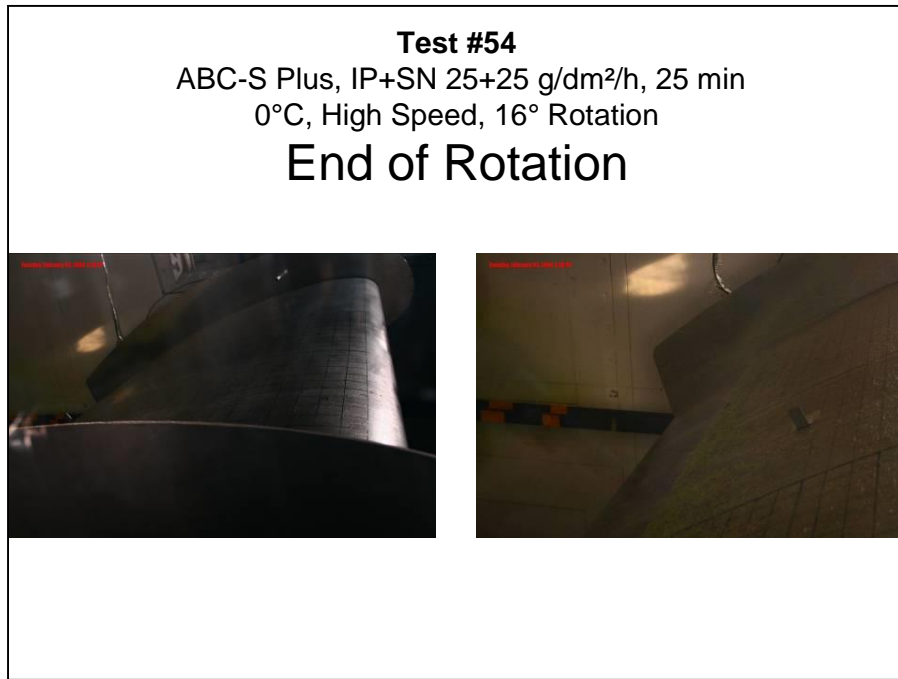 Test #54
ABC-S Plus, IP+SN 25+25 g/dm²/h, 25 min
0°C, High Speed, 16° Rotation
End of Rotation